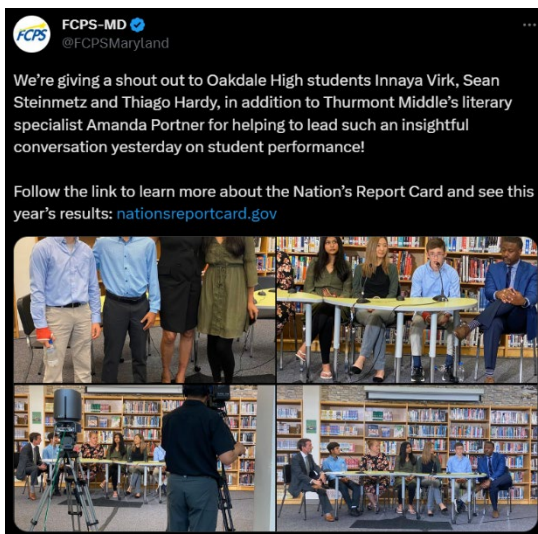 FCPS
FCPS-MD
@FCPSMaryland
We're giving a shout out to Oakdale High students Innaya Virk, Sean
Steinmetz and Thiago Hardy, in addition to Thurmont Middle's literary
specialist Amanda Portner for helping to lead such an insightful
conversation yesterday on student performance!
Follow the link to learn more about the Nation's Report Card and see this
year's results: nationsreportcard.gov